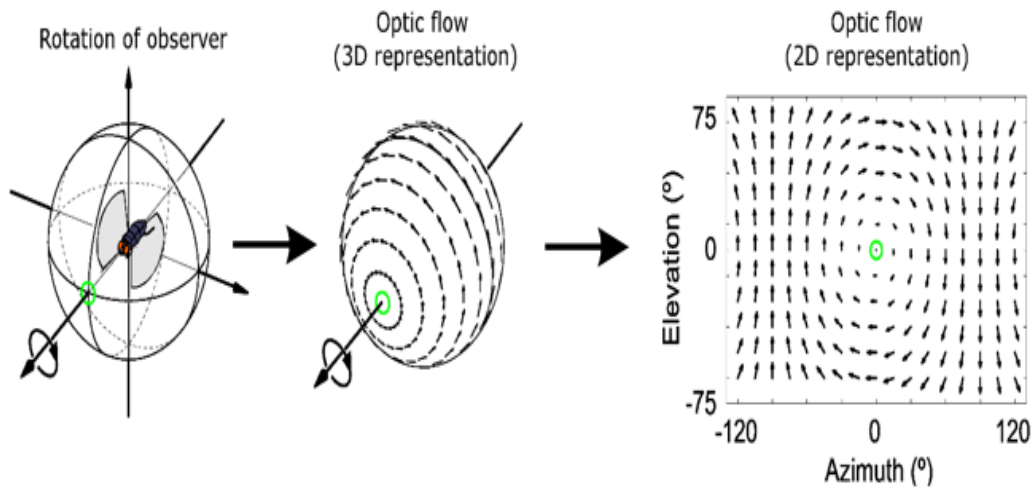 Rotation of observer
Optic flow
(3D representation)
Optic flow
(2D representation)
75
0
-75
Elevation (º)
-120
0
120
Azimuth (º)